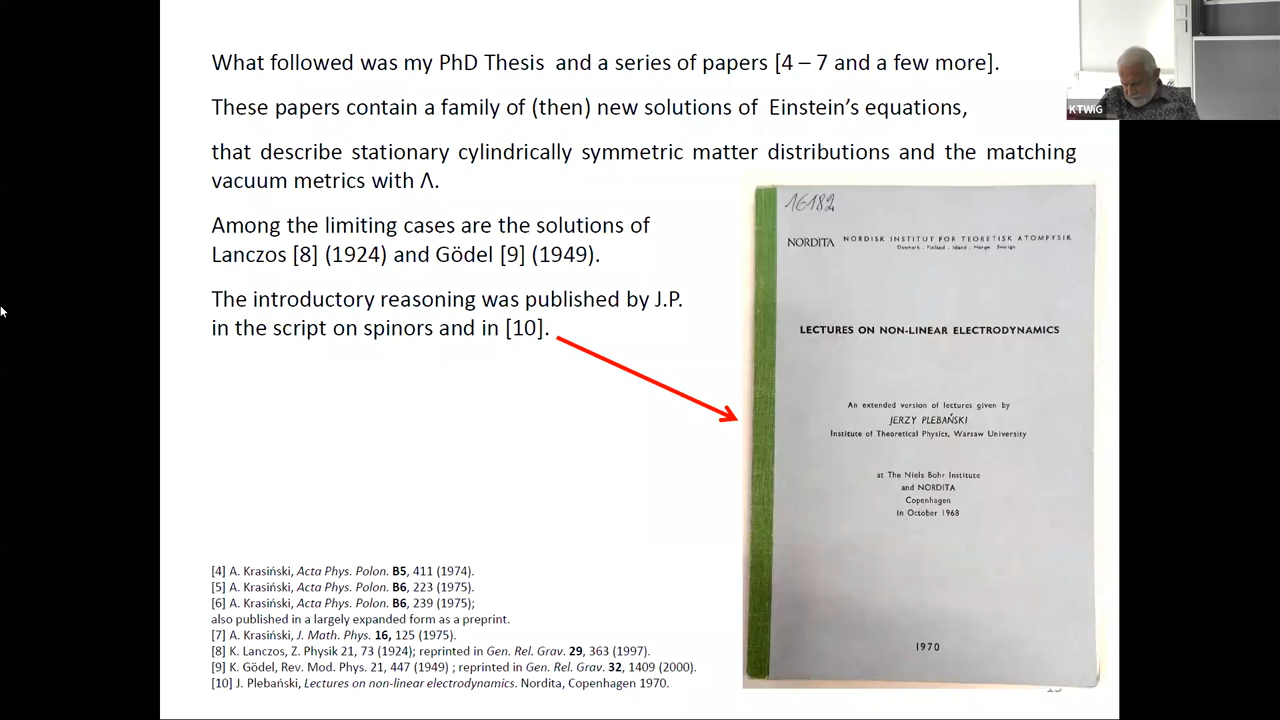 What followed was my PhD Thesis and a series of papers [4 – 7 and a few more].
These papers contain a family of (then) new solutions of Einstein’s equations,
that describe stationary cylindrically symmetric matter distributions and the matching
vacuum metrics with Λ.
Among the limiting cases are the solutions of
Lanczos [8] (1924) and Gödel [9] (1949).
The introductory reasoning was published by J.P.
in the script on spinors and in [10].
[4] A. Krasiński, Acta Phys. Polon. B5, 411 (1974).
[5] A. Krasiński, Acta Phys. Polon. B6, 223 (1975).
[6] A. Krasiński, Acta Phys. Polon. B6, 239 (1975);
also published in a largely expanded form as a preprint.
[7] A. Krasiński, J. Math. Phys. 16, 125 (1975).
[8] K. Lanczos, Z. Physik 21, 73 (1924); reprinted in Gen. Rel. Grav. 29, 363 (1997).
[9] K. Gödel, Rev. Mod. Phys. 21, 447 (1949) ; reprinted in Gen. Rel. Grav. 32, 1409 (2000).
[10] J. Plebański, Lectures on non-linear electrodynamics. Nordita, Copenhagen 1970.
16182
NORDITA NORDISK INSTITUT FOR TEORETISK ATOMFYSIK
Danmark . Finland . Island . Norge . Sverige
LECTURES ON NON-LINEAR ELECTRODYNAMICS
An extended version of lectures given by
JERZY PLEBAŃSKI
Institute of Theoretical Physics, Warsaw University
at The Niels Bohr Institute
and NORDITA
Copenhagen
in October 1968
1970
KTWiG